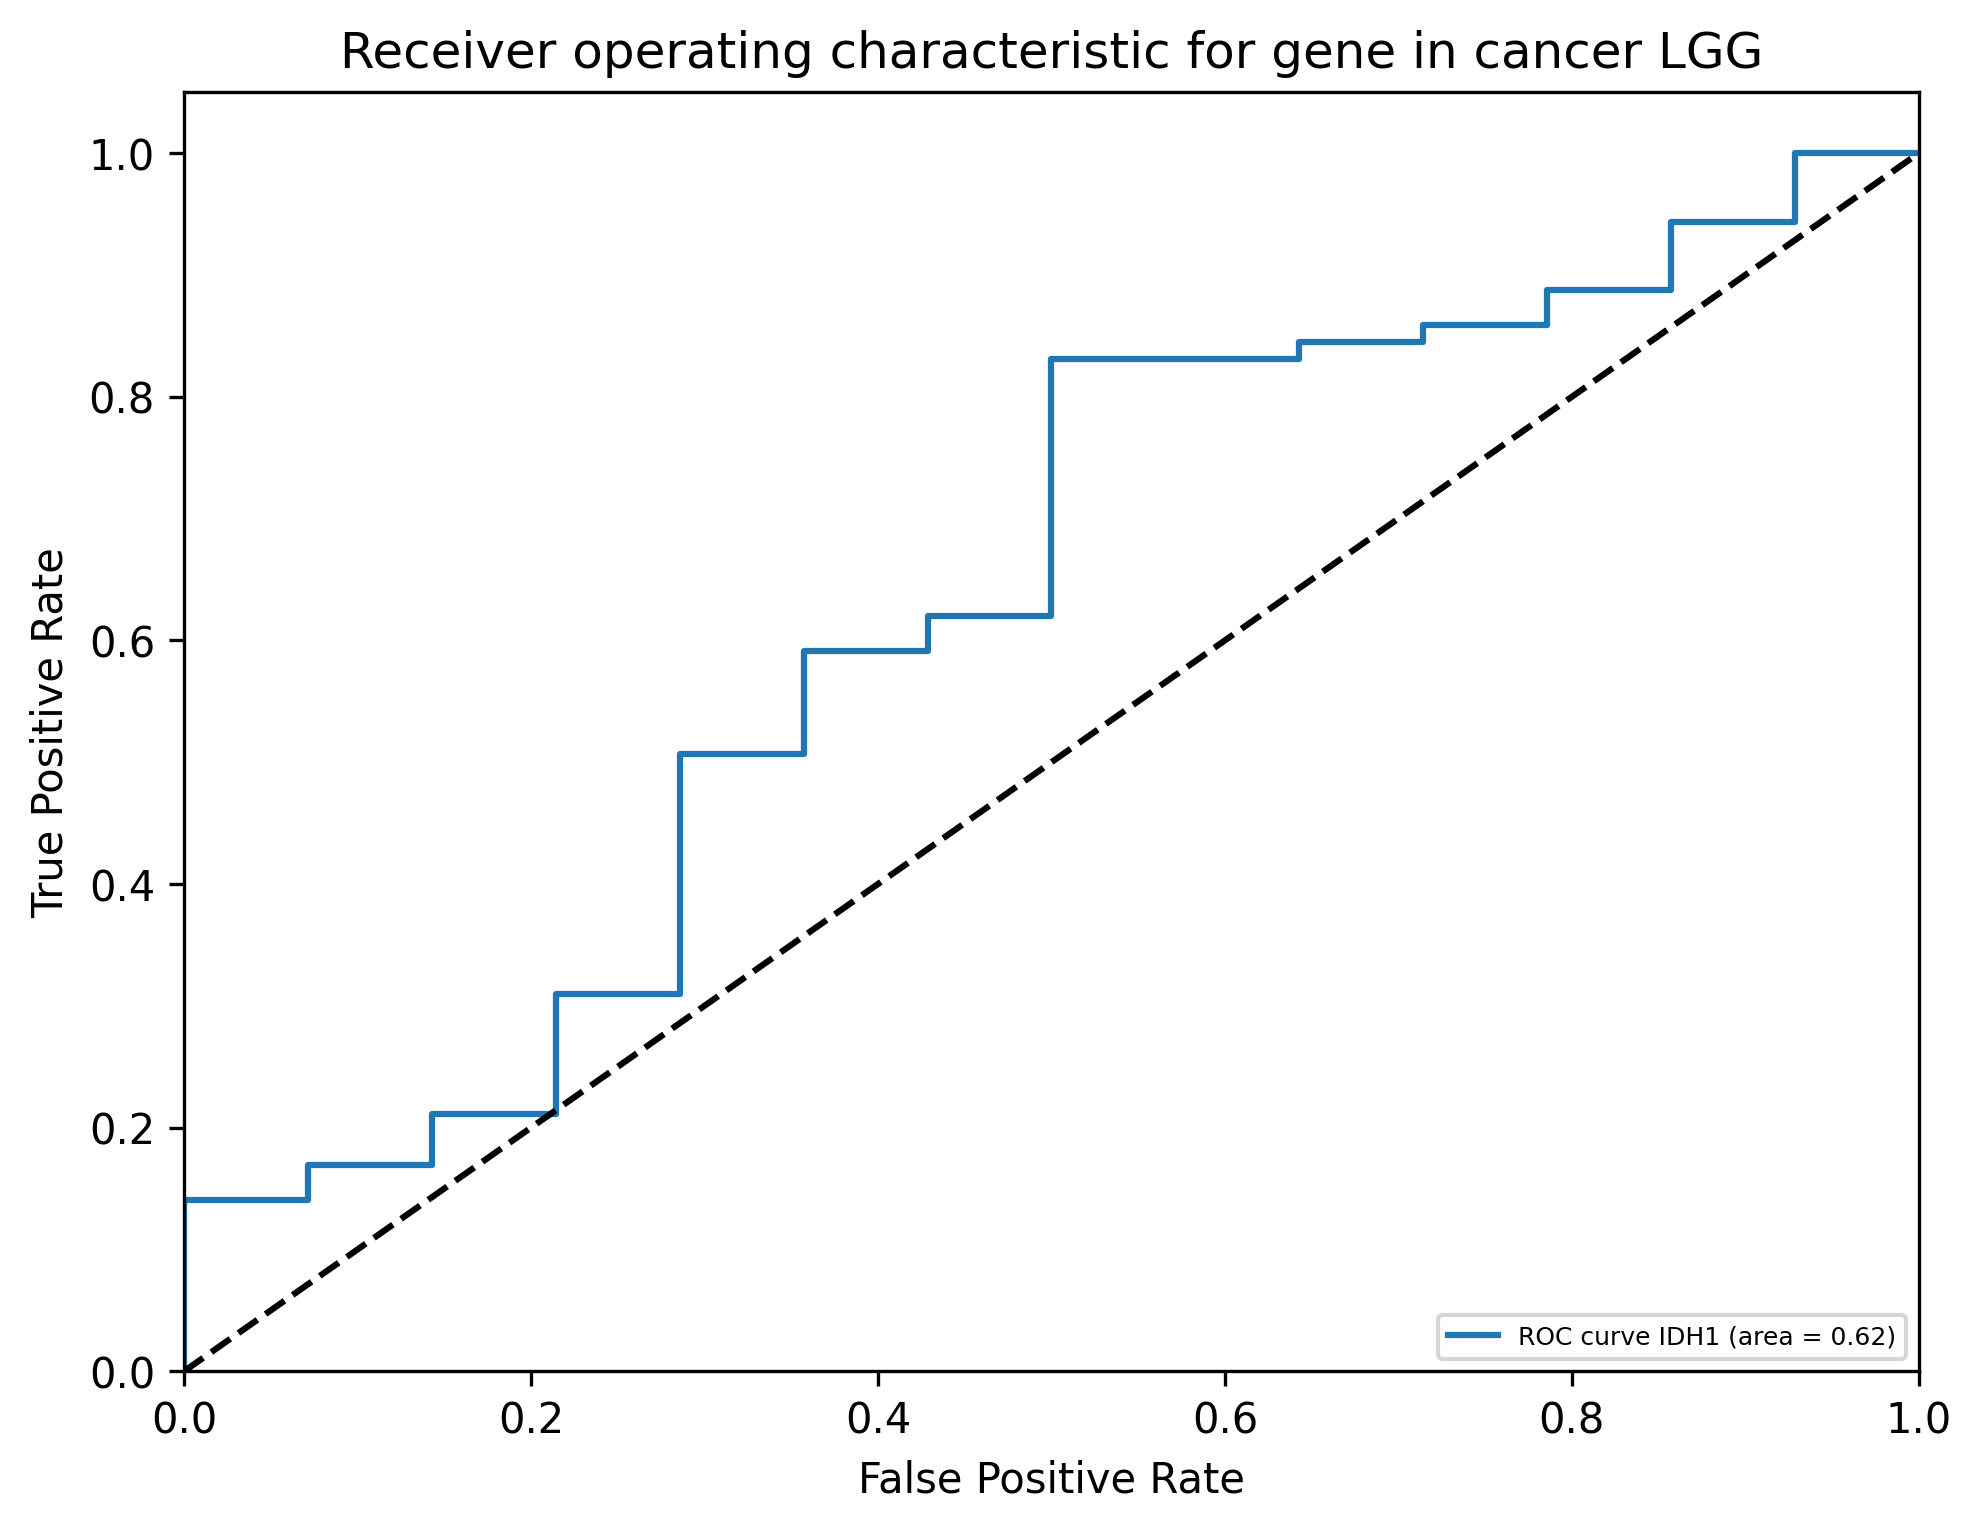 Receiver operating characteristic for gene in cancer LGG
True Positive Rate
1.0
0.8
0.6
0.4
0.2
0.0
ROC curve IDH1 (area = 0.62)
0.0 0.2 0.4 0.6 0.8 1.0
False Positive Rate